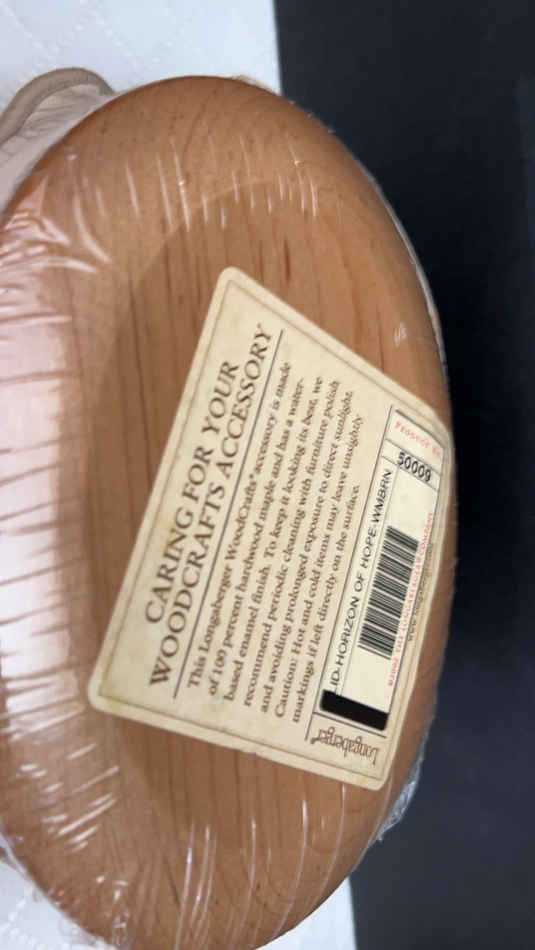 CARING FOR YOUR
WOODCRAFTS ACCESSORY
This Longaberger WoodCrafts® accessory is made
of 100 percent hardwood maple and has a water-
based enamel finish. To keep it looking its best, we
recommend periodic cleaning with furniture polish
and avoiding prolonged exposure to direct sunlight.
Caution: Hot and cold items may leave unsightly
markings if left directly on the surface.
Longaberger®
LID-HORIZON OF HOPE-WMBRN
PRODUCT NO.
50009